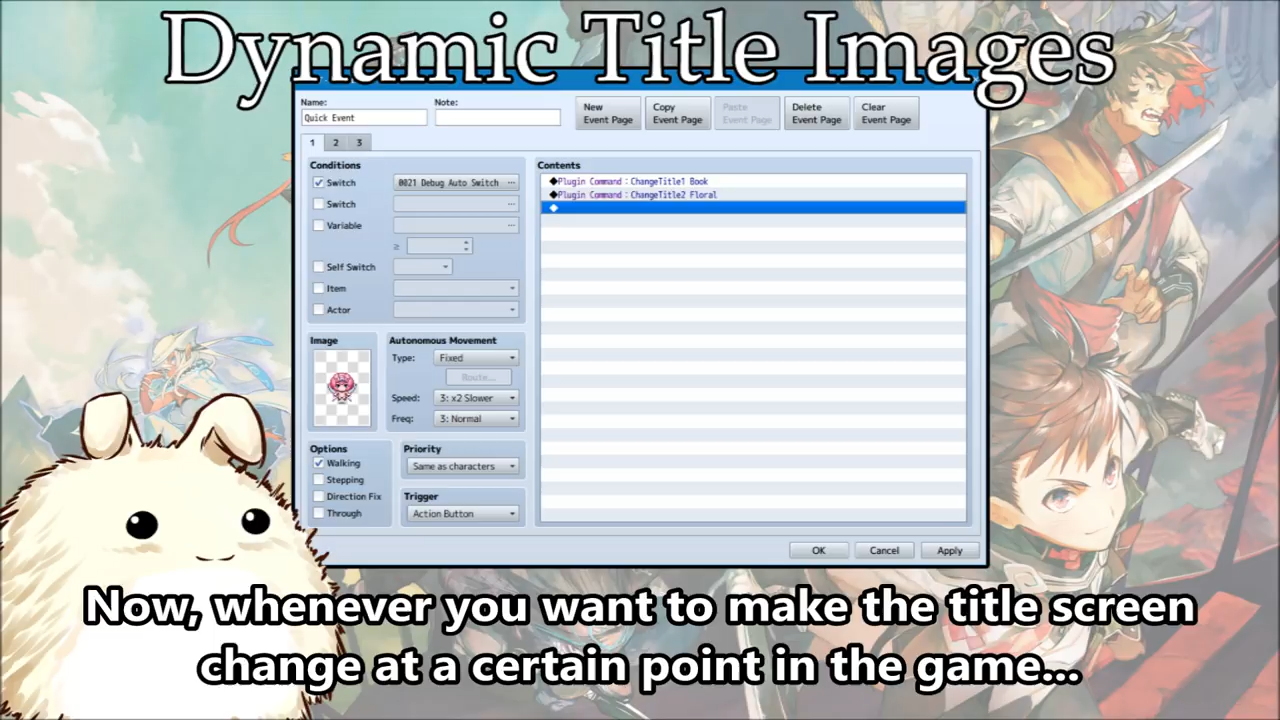 Dynamic Title Images
Name:
Note:
Quick Event
New
Event Page
Copy
Event Page
Paste
Event Page
Delete
Event Page
Clear
Event Page
1
2
3
Conditions
Switch
0021 Debug Auto Switch ...
Switch
...
Variable
...
≥
Self Switch
Item
Actor
Image
Autonomous Movement
Type:
Fixed
Route...
Speed:
3: x2 Slower
Freq:
3: Normal
Options
Walking
Stepping
Direction Fix
Through
Priority
Same as characters
Trigger
Action Button
Contents
◆Plugin Command : ChangeTitle1 Book
◆Plugin Command : ChangeTitle2 Floral
◆
OK
Cancel
Apply
Now, whenever you want to make the title screen
change at a certain point in the game...